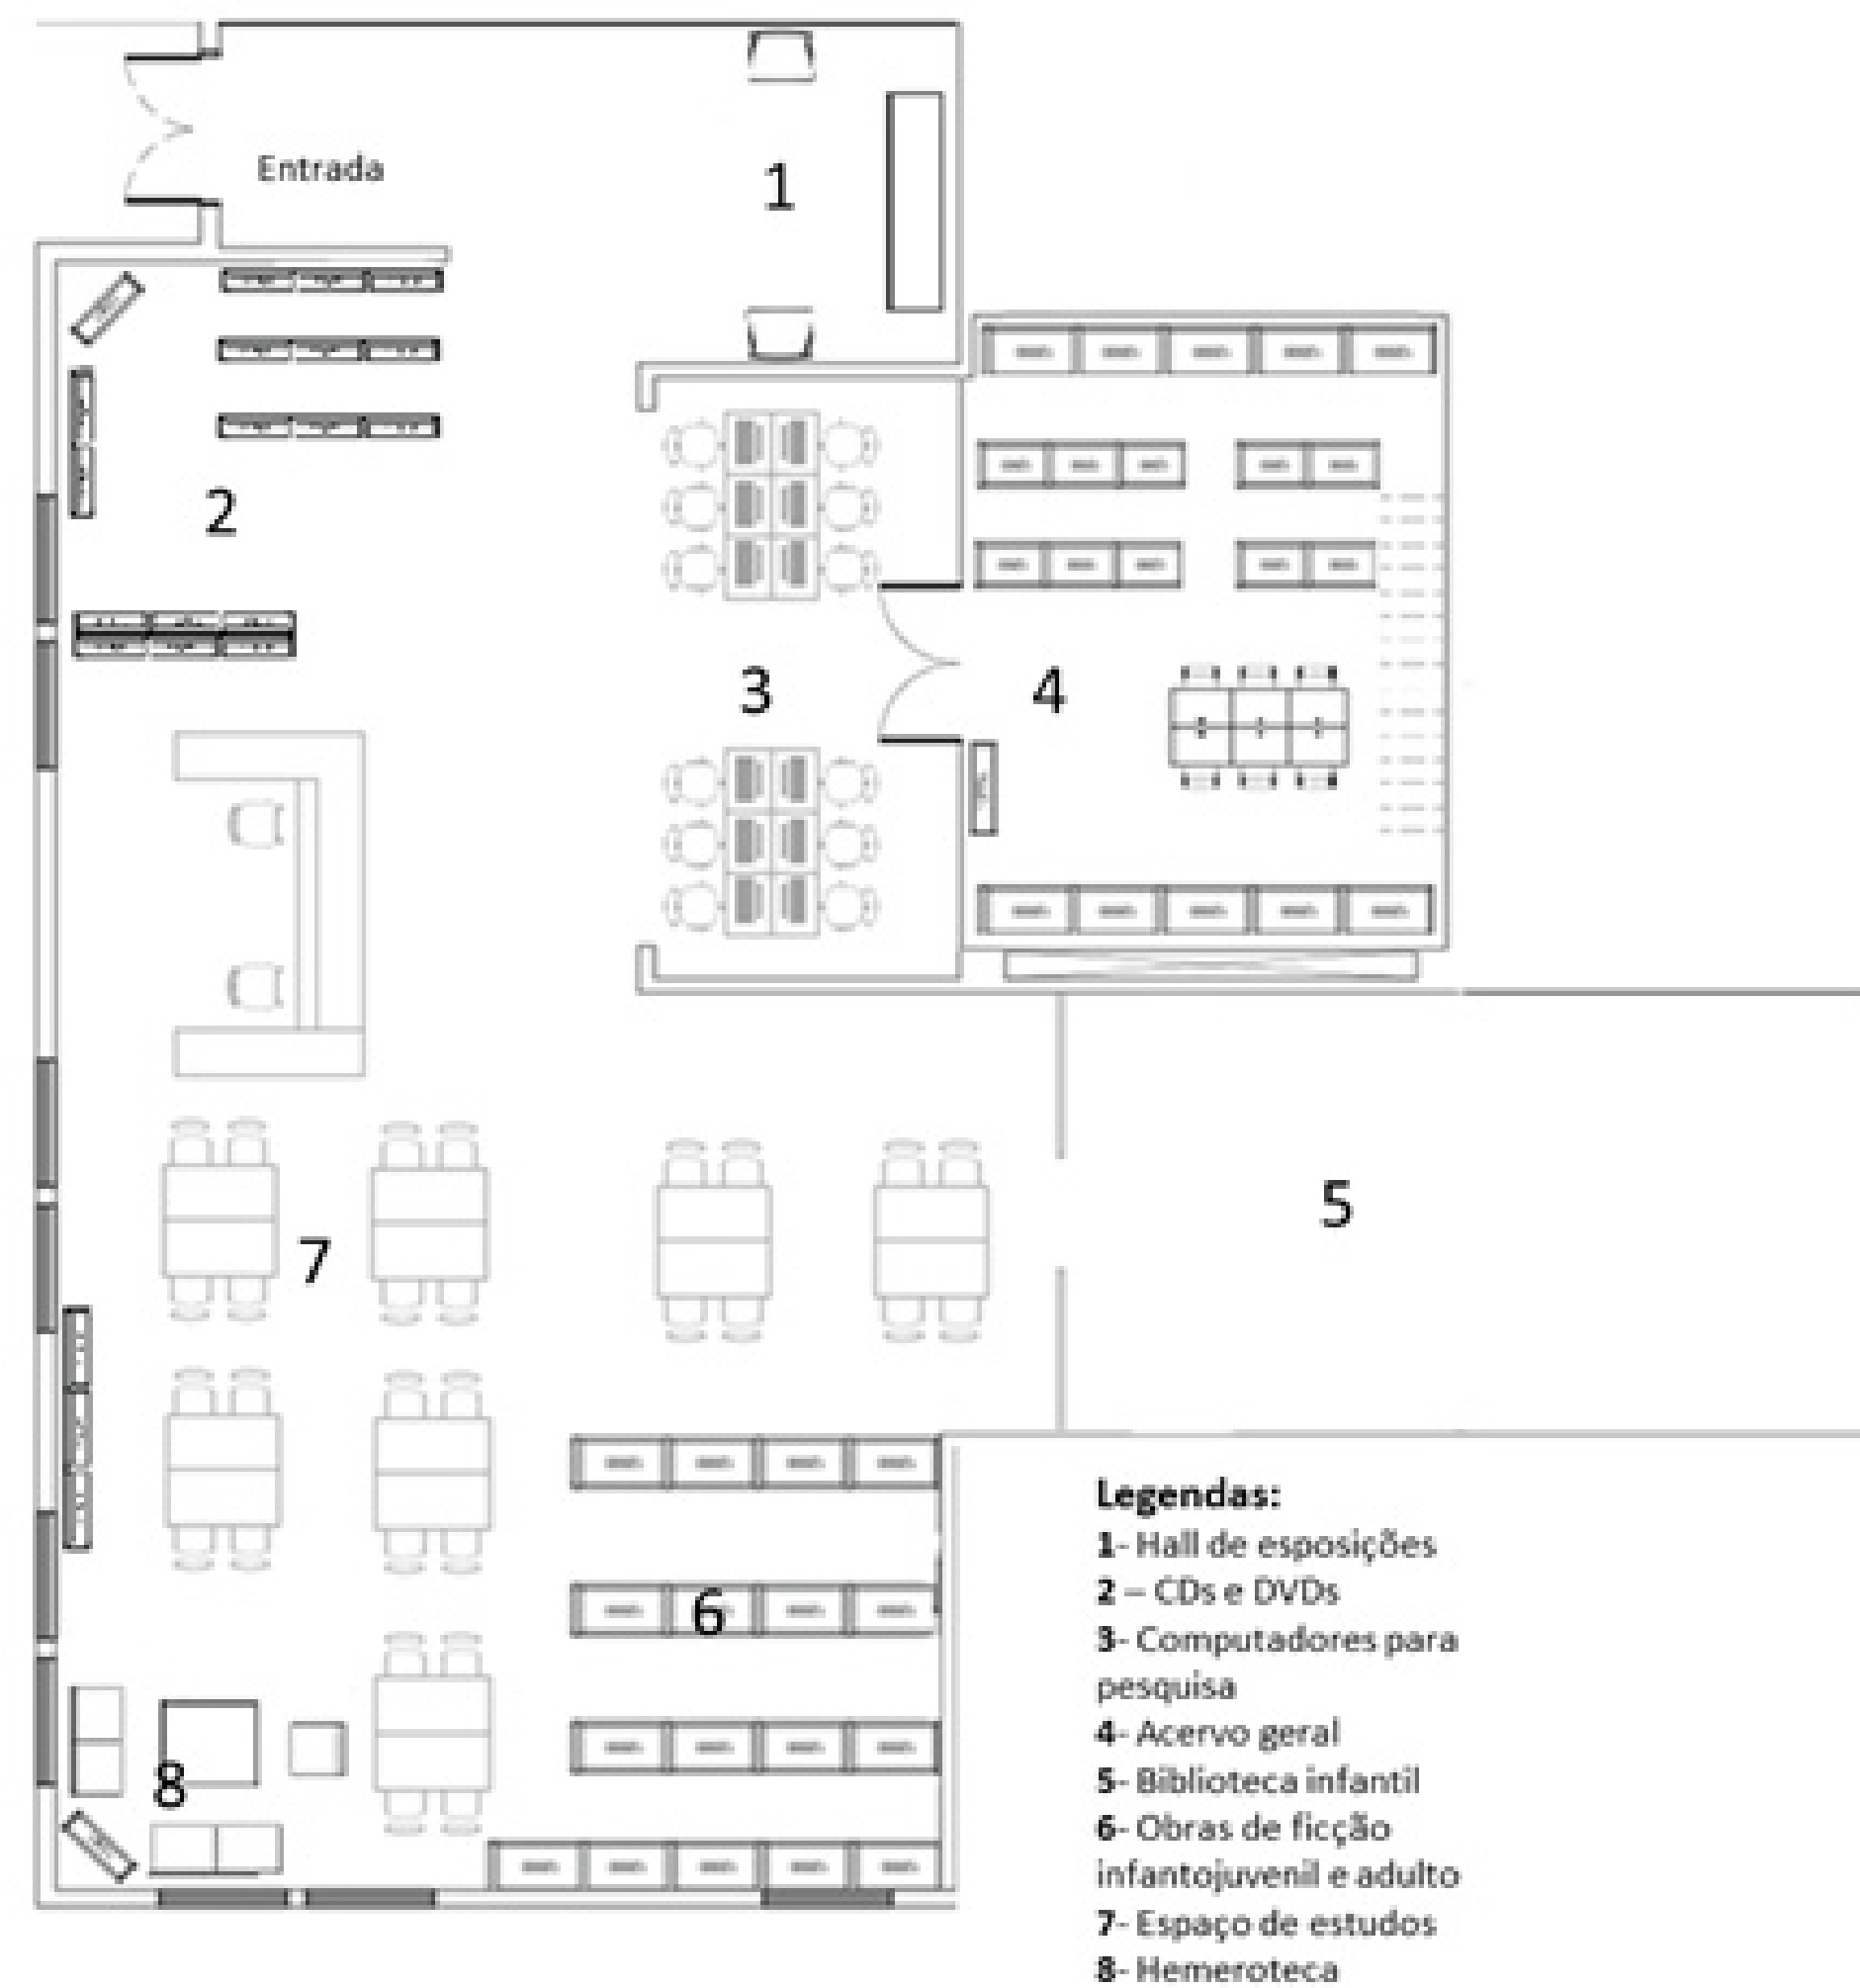 Entrada
1
2
3
4
5
7
6
8
Legendas:
1- Hall de esposições
2 – CDs e DVDs
3- Computadores para
pesquisa
4- Acervo geral
5- Biblioteca infantil
6- Obras de ficção
infantojuvenil e adulto
7- Espaço de estudos
8- Hemeroteca